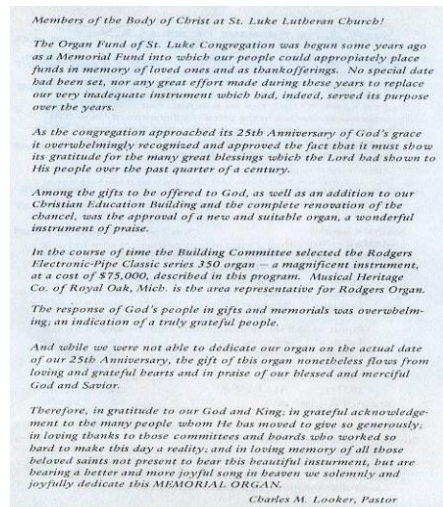 Members of the Body of Christ at St. Luke Lutheran Church!
The Organ Fund of St. Luke Congregation was begun some years ago
as a Memorial Fund into which our people could appropiately place
funds in memory of loved ones and as thankofferings. No special date
had been set, nor any great effort made during these years to replace
our very inadequate instrument which had, indeed, served its purpose
over the years.
As the congregation approached its 25th Anniversary of God's grace
it overwhelmingly recognized and approved the fact that it must show
its gratitude for the many great blessings which the Lord had shown to
His people over the past quarter of a century.
Among the gifts to be offered to God, as well as an addition to our
Christian Education Building and the complete renovation of the
chancel, was the approval of a new and suitable organ, a wonderful
instrument of praise.
In the course of time the Building Committee selected the Rodgers
Electronic-Pipe Classic series 350 organ — a magnificent instrument,
at a cost of $75,000, described in this program. Musical Heritage
Co. of Royal Oak, Mich. is the area representative for Rodgers Organ.
The response of God's people in gifts and memorials was overwhelm-
ing; an indication of a truly grateful people.
And while we were not able to dedicate our organ on the actual date
of our 25th Anniversary, the gift of this organ nonetheless flows from
loving and grateful hearts and in praise of our blessed and merciful
God and Savior.
Therefore, in gratitude to our God and King; in grateful acknowledge-
ment to the many people whom He has moved to give so generously;
in loving thanks to those committees and boards who worked so
hard to make this day a reality; and in loving memory of all those
beloved saints not present to hear this beautiful insturment, but are
hearing a better and more joyful song in heaven we solemnly and
joyfully dedicate this MEMORIAL ORGAN.
Charles M. Looker, Pastor